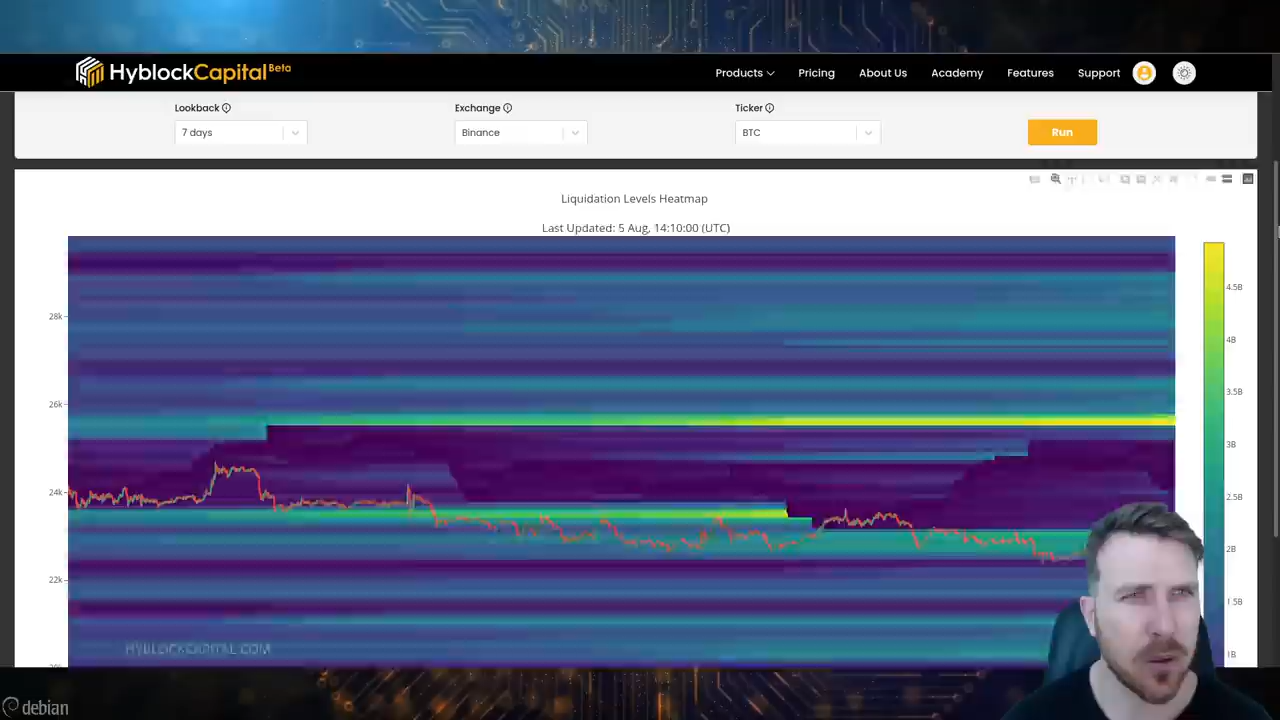 HyblockCapital Beta
Products Pricing About Us Academy Features Support
Lookback Exchange Ticker
7 days Binance BTC Run
Liquidation Levels Heatmap
Last Updated: 5 Aug, 14:10:00 (UTC)
4.5B
28k
4B
26k
3.5B
3B
24k
2.5B
2B
22k
1.5B
HYBLOCKCAPITAL.COM
1B
debian